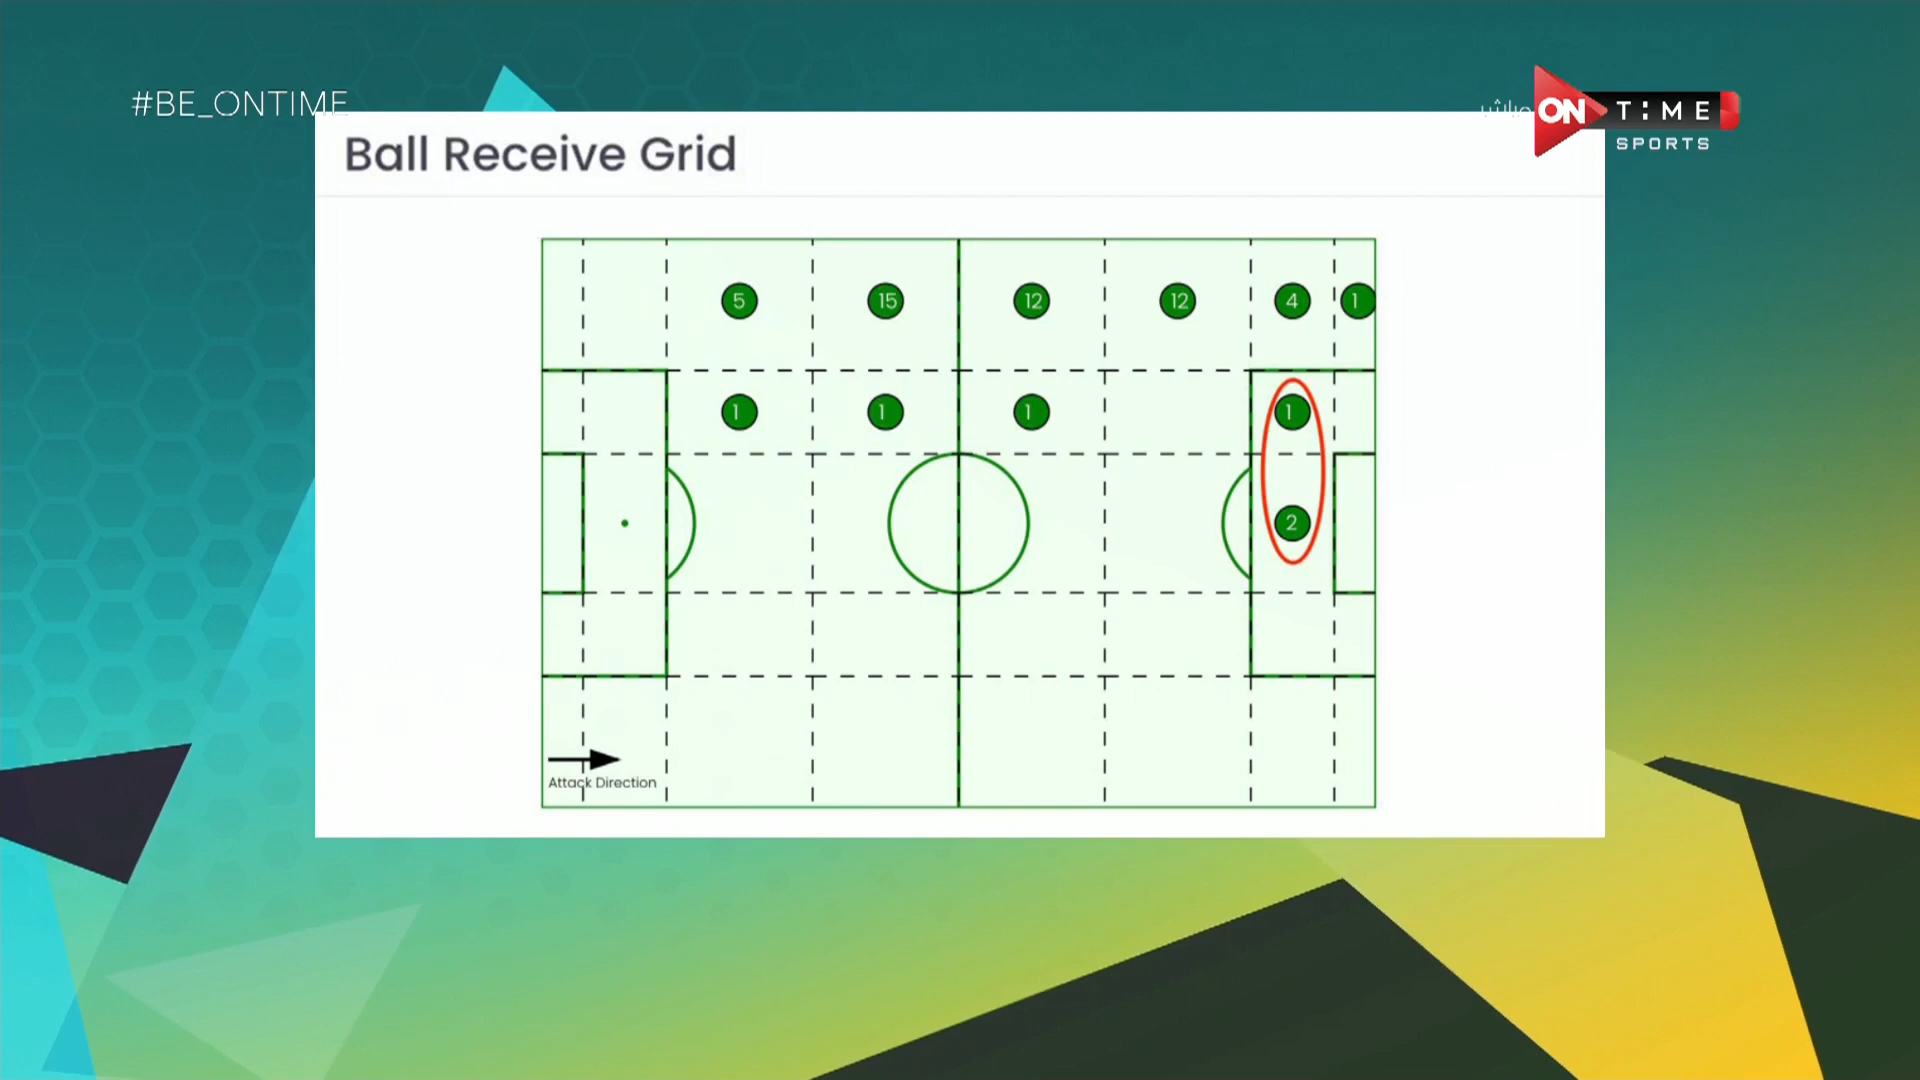 #BE_ONTIME
مباشر
ON TIME
SPORTS
Ball Receive Grid
5 15 12 12 4 1
1 1 1 1
2
Attack Direction